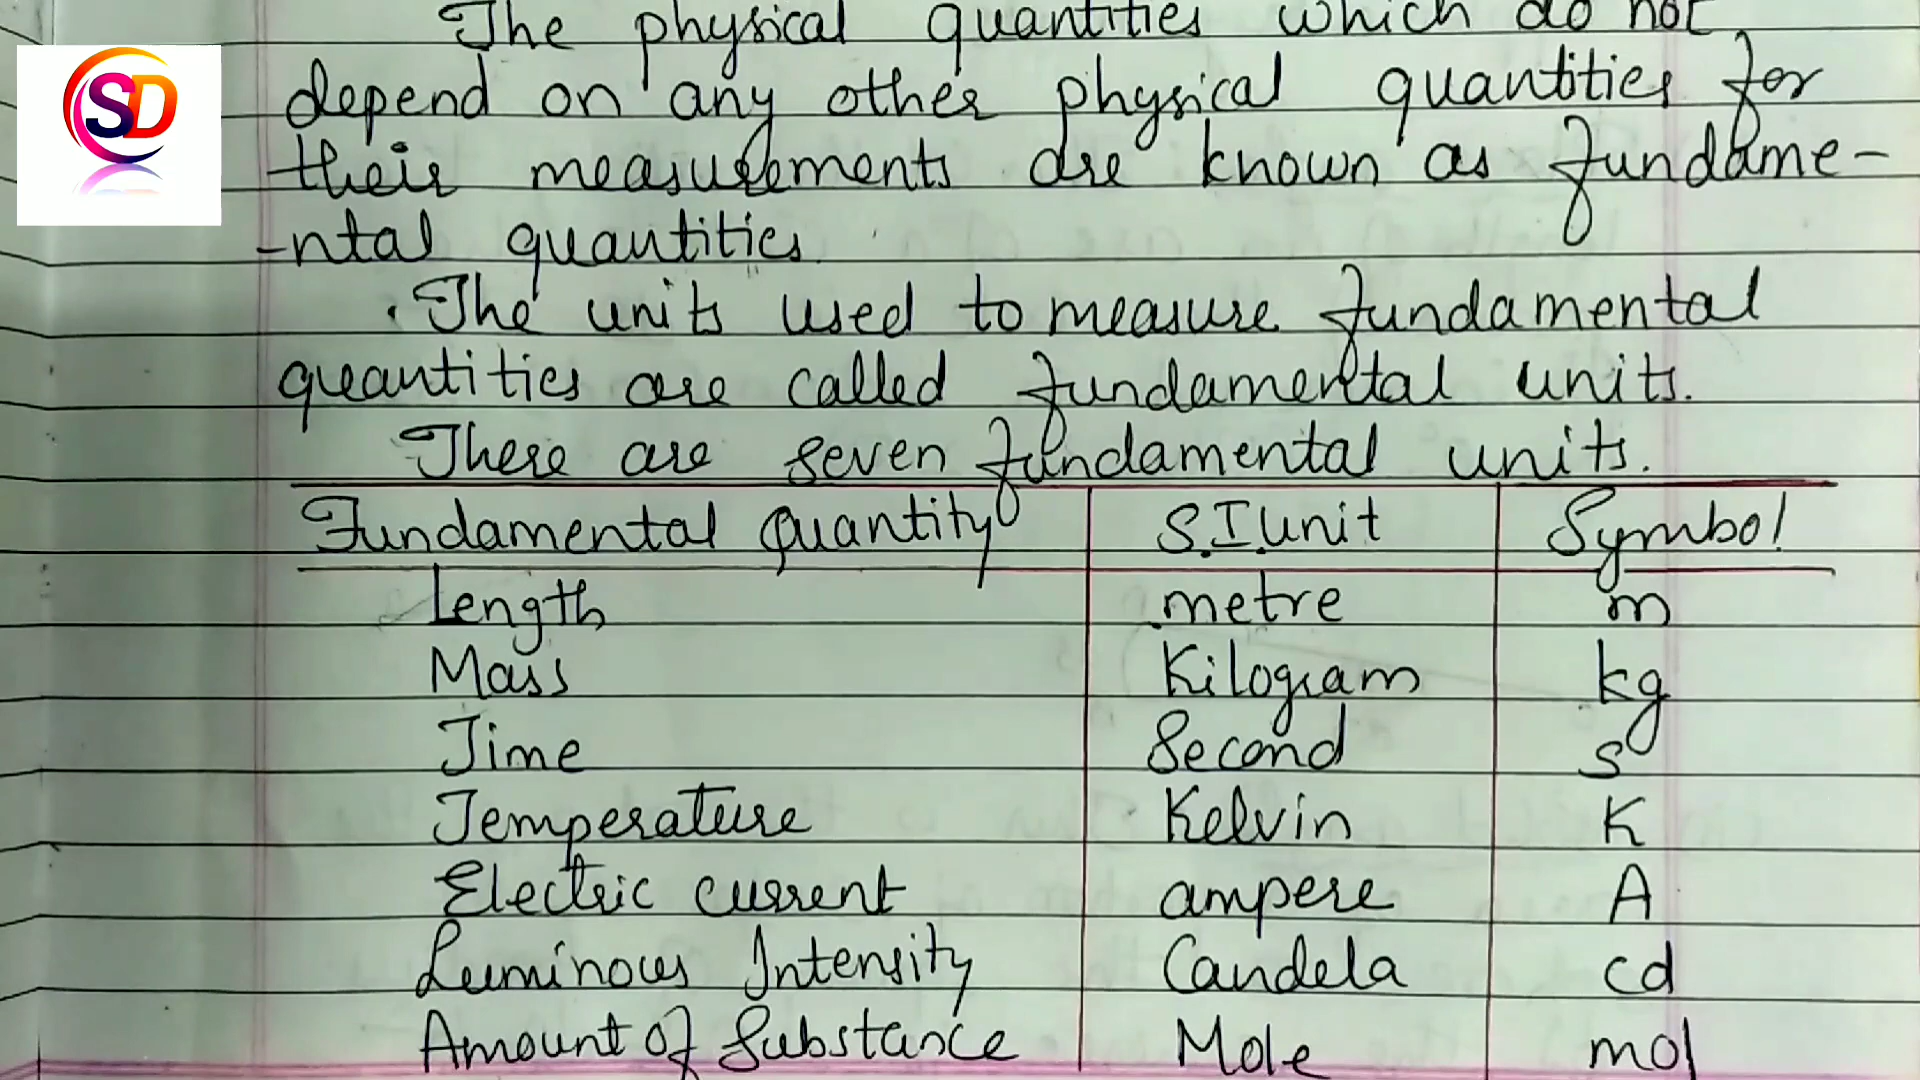 SD
The physical quantities which do not
depend on any other physical quantities for
their measurements are known as fundame-
-ntal quantities
The units used to measure fundamental
quantities are called fundamental units.
There are seven fundamental units.
Fundamental Quantity S.I.Unit Symbol
Length metre m
Mass Kilogram kg
Time Second s
Temperature Kelvin K
Electric current ampere A
Luminous Intensity Candela cd
Amount of Substance Mole mol